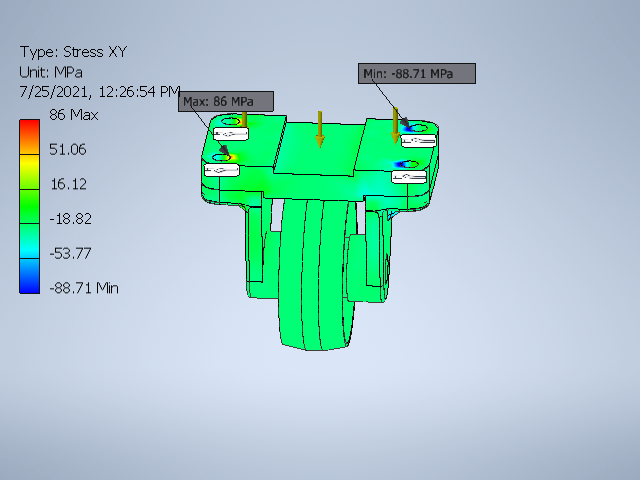 Type: Stress XY
Unit: MPa
7/25/2021, 12:26:54 PM
Max: 86 MPa
Min: -88.71 MPa
86 Max
51.06
16.12
-18.82
-53.77
-88.71 Min